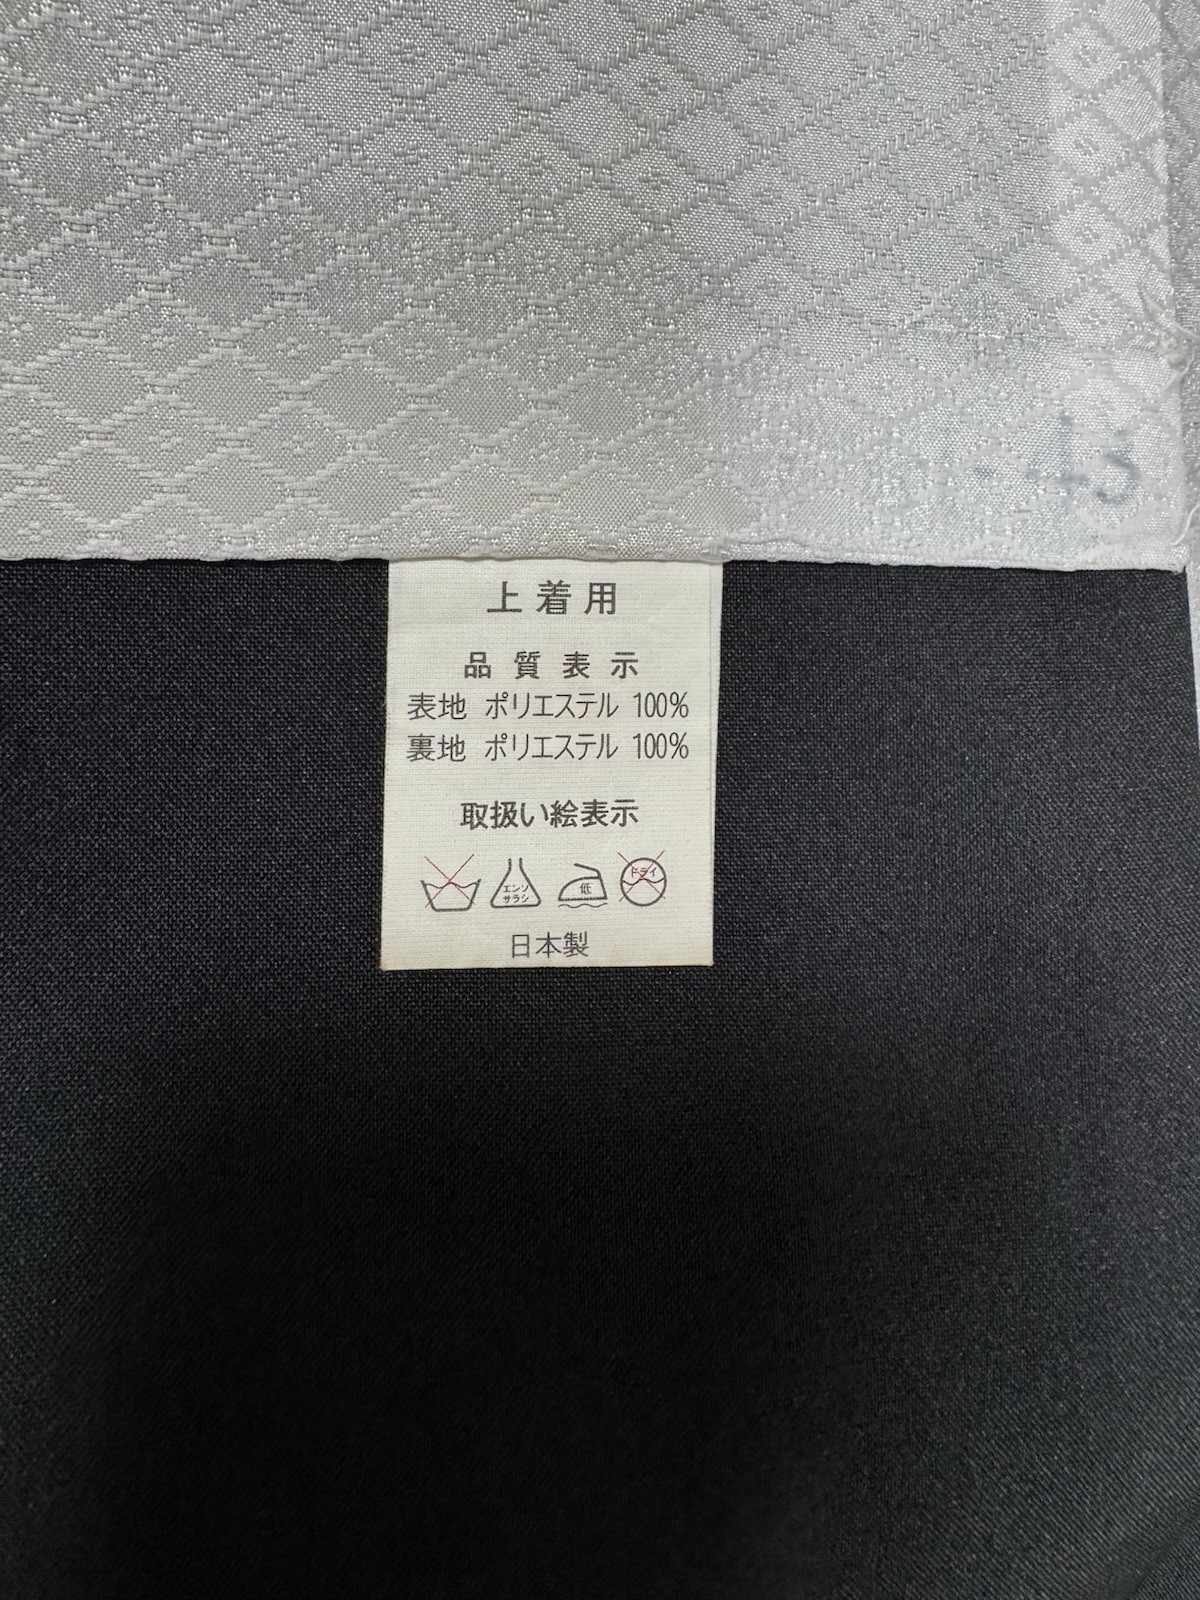 上着用
品質表示
表地 ポリエステル 100%
裏地 ポリエステル 100%
取扱い絵表示
エンソ
サラシ
低
ドライ
日本製